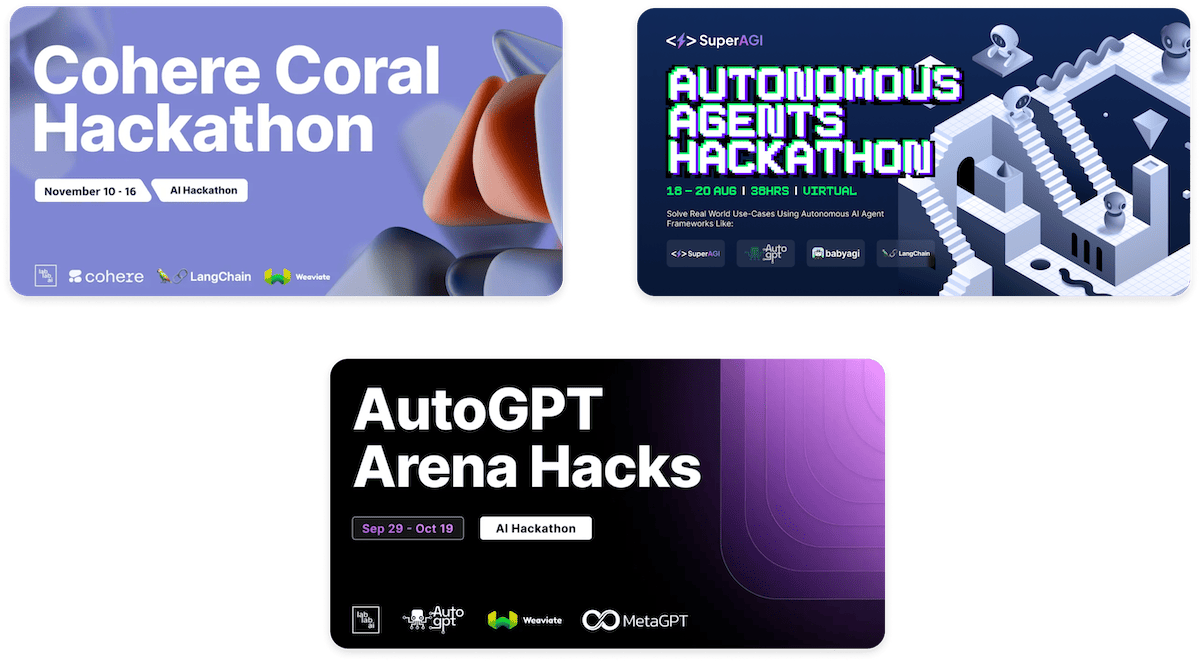 Cohere Coral
Hackathon
November 10 - 16
AI Hackathon
lab
lab
.ai
cohere
LangChain
Weaviate
SuperAGI
AUTONOMOUS
AGENTS
HACKATHON
18 – 20 AUG | 38HRS | VIRTUAL
Solve Real World Use-Cases Using Autonomous AI Agent
Frameworks Like:
SuperAGI
Auto
gpt
babyagi
LangChain
AutoGPT
Arena Hacks
Sep 29 - Oct 19
AI Hackathon
lab
lab
.ai
Auto
gpt
Weaviate
MetaGPT